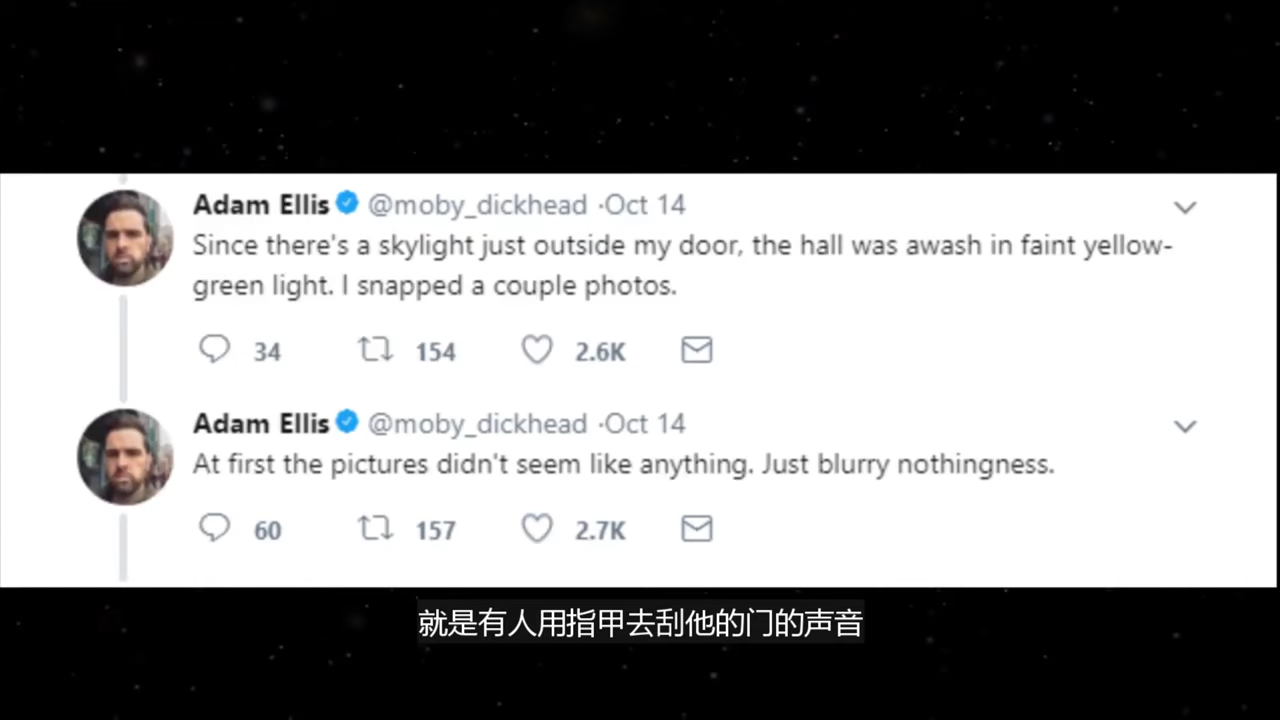 Adam Ellis @moby_dickhead ·Oct 14
Since there's a skylight just outside my door, the hall was awash in faint yellow-
green light. I snapped a couple photos.
34 154 2.6K
Adam Ellis @moby_dickhead ·Oct 14
At first the pictures didn't seem like anything. Just blurry nothingness.
60 157 2.7K
就是有人用指甲去刮他的门的声音